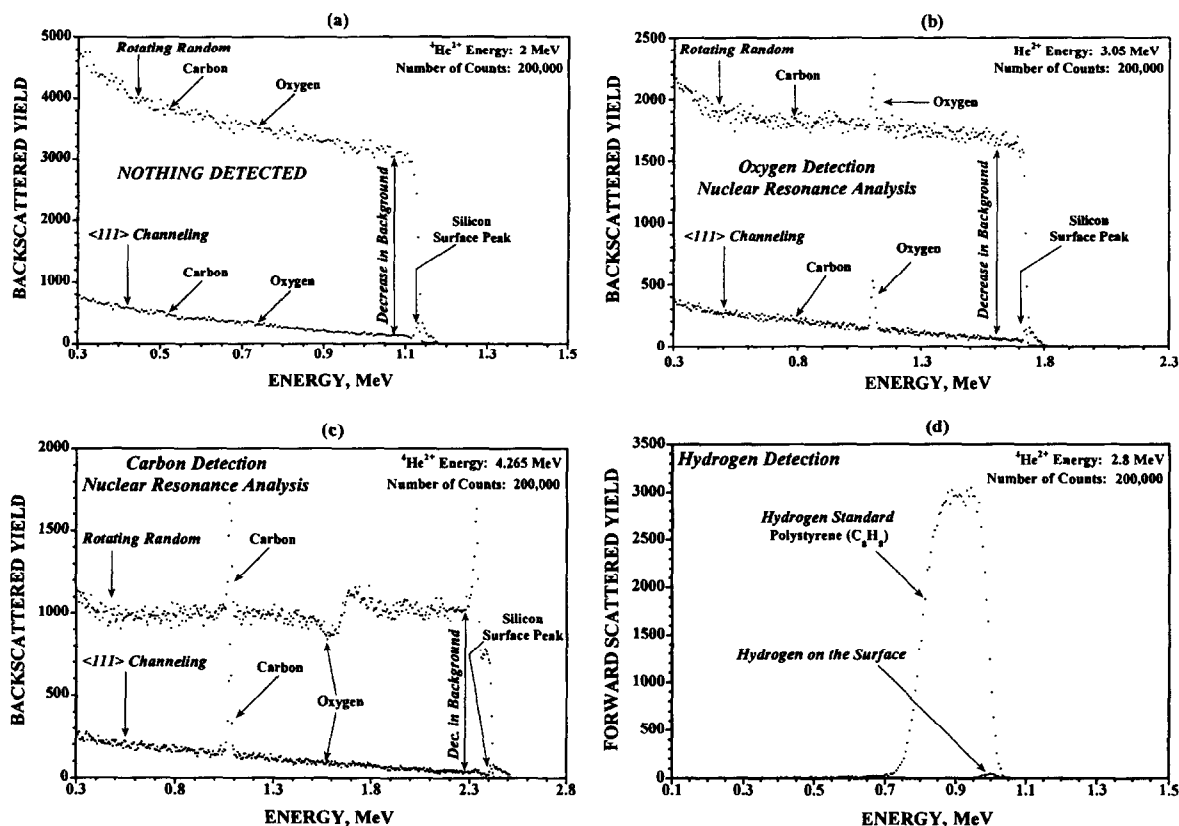 (a)
BACKSCATTERED YIELD
5000
4000
3000
2000
1000
0
Rotating Random
Carbon
Oxygen
⁴He²⁺ Energy: 2 MeV
Number of Counts: 200,000
NOTHING DETECTED
Decrease in Background
Silicon
Surface Peak
<111> Channeling
Carbon
Oxygen
0.3 0.5 0.7 0.9 1.1 1.3 1.5
ENERGY, MeV
(b)
BACKSCATTERED YIELD
2500
2000
1500
1000
500
0
Rotating Random
Carbon
Oxygen
He²⁺ Energy: 3.05 MeV
Number of Counts: 200,000
Oxygen Detection
Nuclear Resonance Analysis
Decrease in Background
Silicon
Surface Peak
<111> Channeling
Carbon
Oxygen
0.3 0.8 1.3 1.8 2.3
ENERGY, MeV
(c)
BACKSCATTERED YIELD
2000
1500
1000
500
0
Carbon Detection
Nuclear Resonance Analysis
⁴He²⁺ Energy: 4.265 MeV
Number of Counts: 200,000
Rotating Random
Carbon
<111> Channeling
Carbon
Oxygen
Dec. in Background
Silicon
Surface Peak
0.3 0.8 1.3 1.8 2.3 2.8
ENERGY, MeV
(d)
FORWARD SCATTERED YIELD
3500
3000
2500
2000
1500
1000
500
0
Hydrogen Detection
⁴He²⁺ Energy: 2.8 MeV
Number of Counts: 200,000
Hydrogen Standard
Polystyrene (C₈H₈)
Hydrogen on the Surface
0.1 0.3 0.5 0.7 0.9 1.1 1.3 1.5
ENERGY, MeV